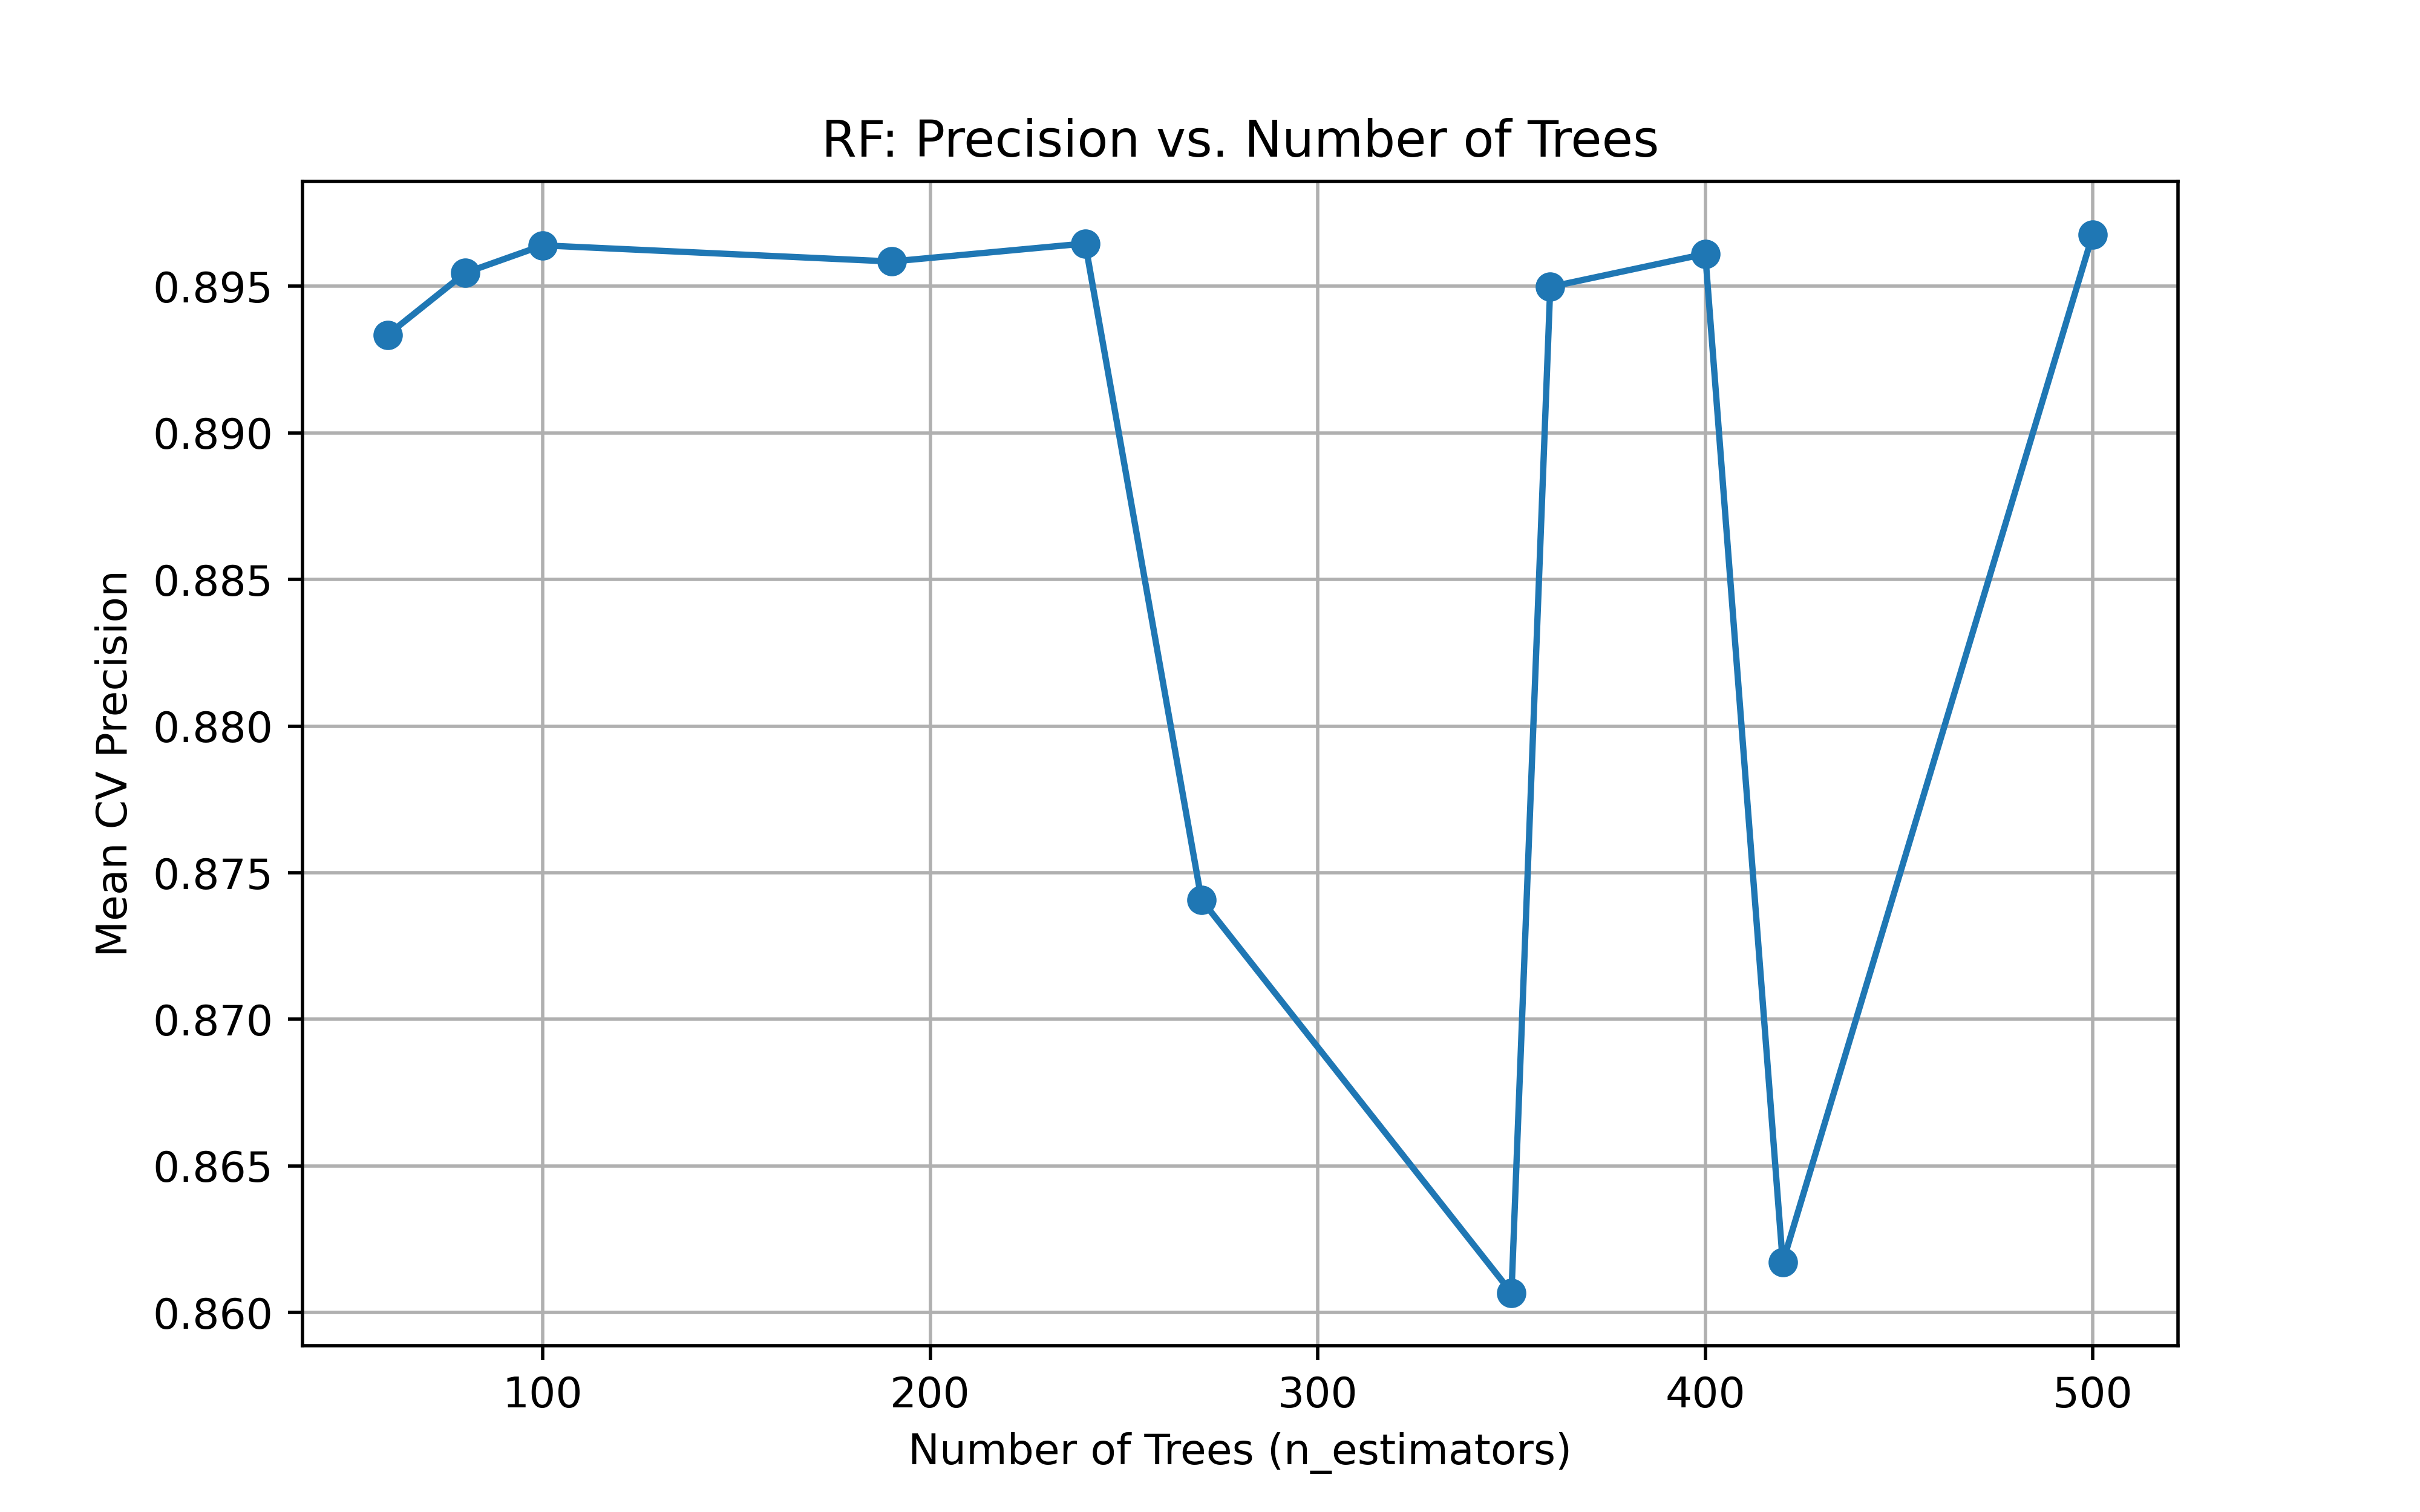 RF: Precision vs. Number of Trees
Mean CV Precision
0.895
0.890
0.885
0.880
0.875
0.870
0.865
0.860
100 200 300 400 500
Number of Trees (n_estimators)